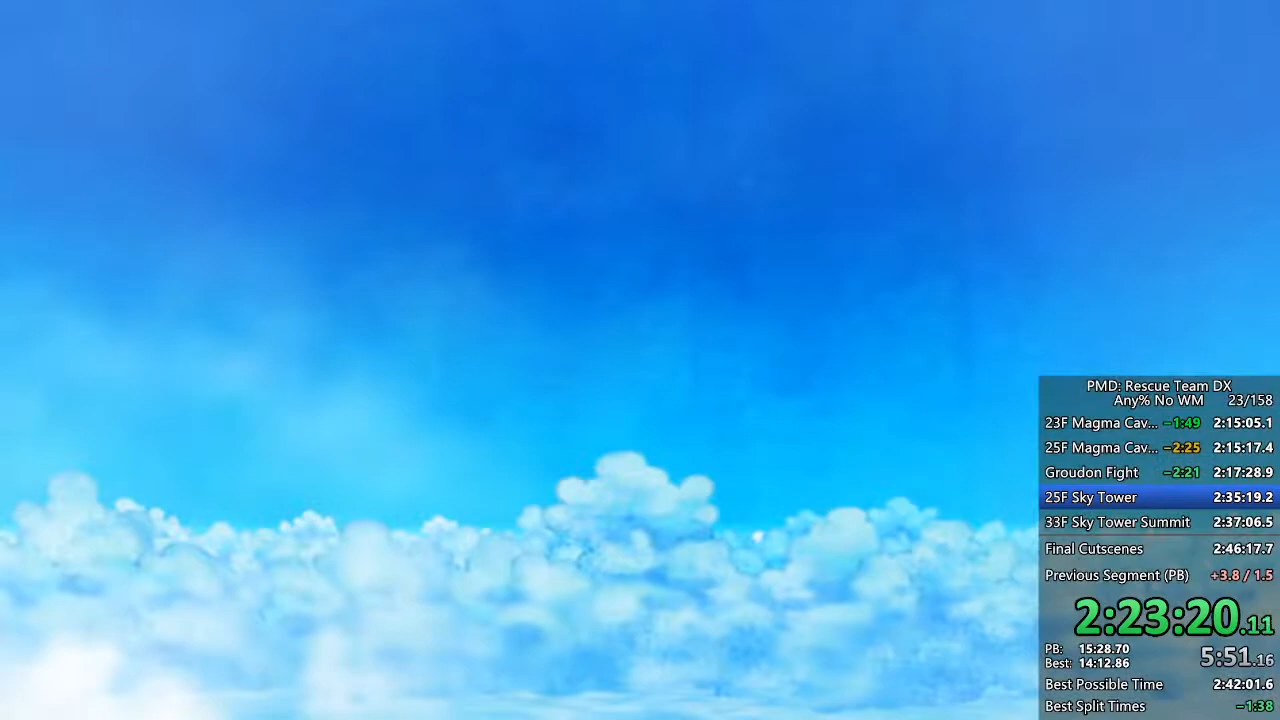 PMD: Rescue Team DX
Any% No WM 23/158
23F Magma Cav... −1:49 2:15:05.1
25F Magma Cav... −2:25 2:15:17.4
Groudon Fight −2:21 2:17:28.9
25F Sky Tower 2:35:19.2
33F Sky Tower Summit 2:37:06.5
Final Cutscenes 2:46:17.7
Previous Segment (PB) +3.8 / 1.5
2:23:20.11
PB: 15:28.70
Best: 14:12.86
5:51.16
Best Possible Time 2:42:01.6
Best Split Times −1:38